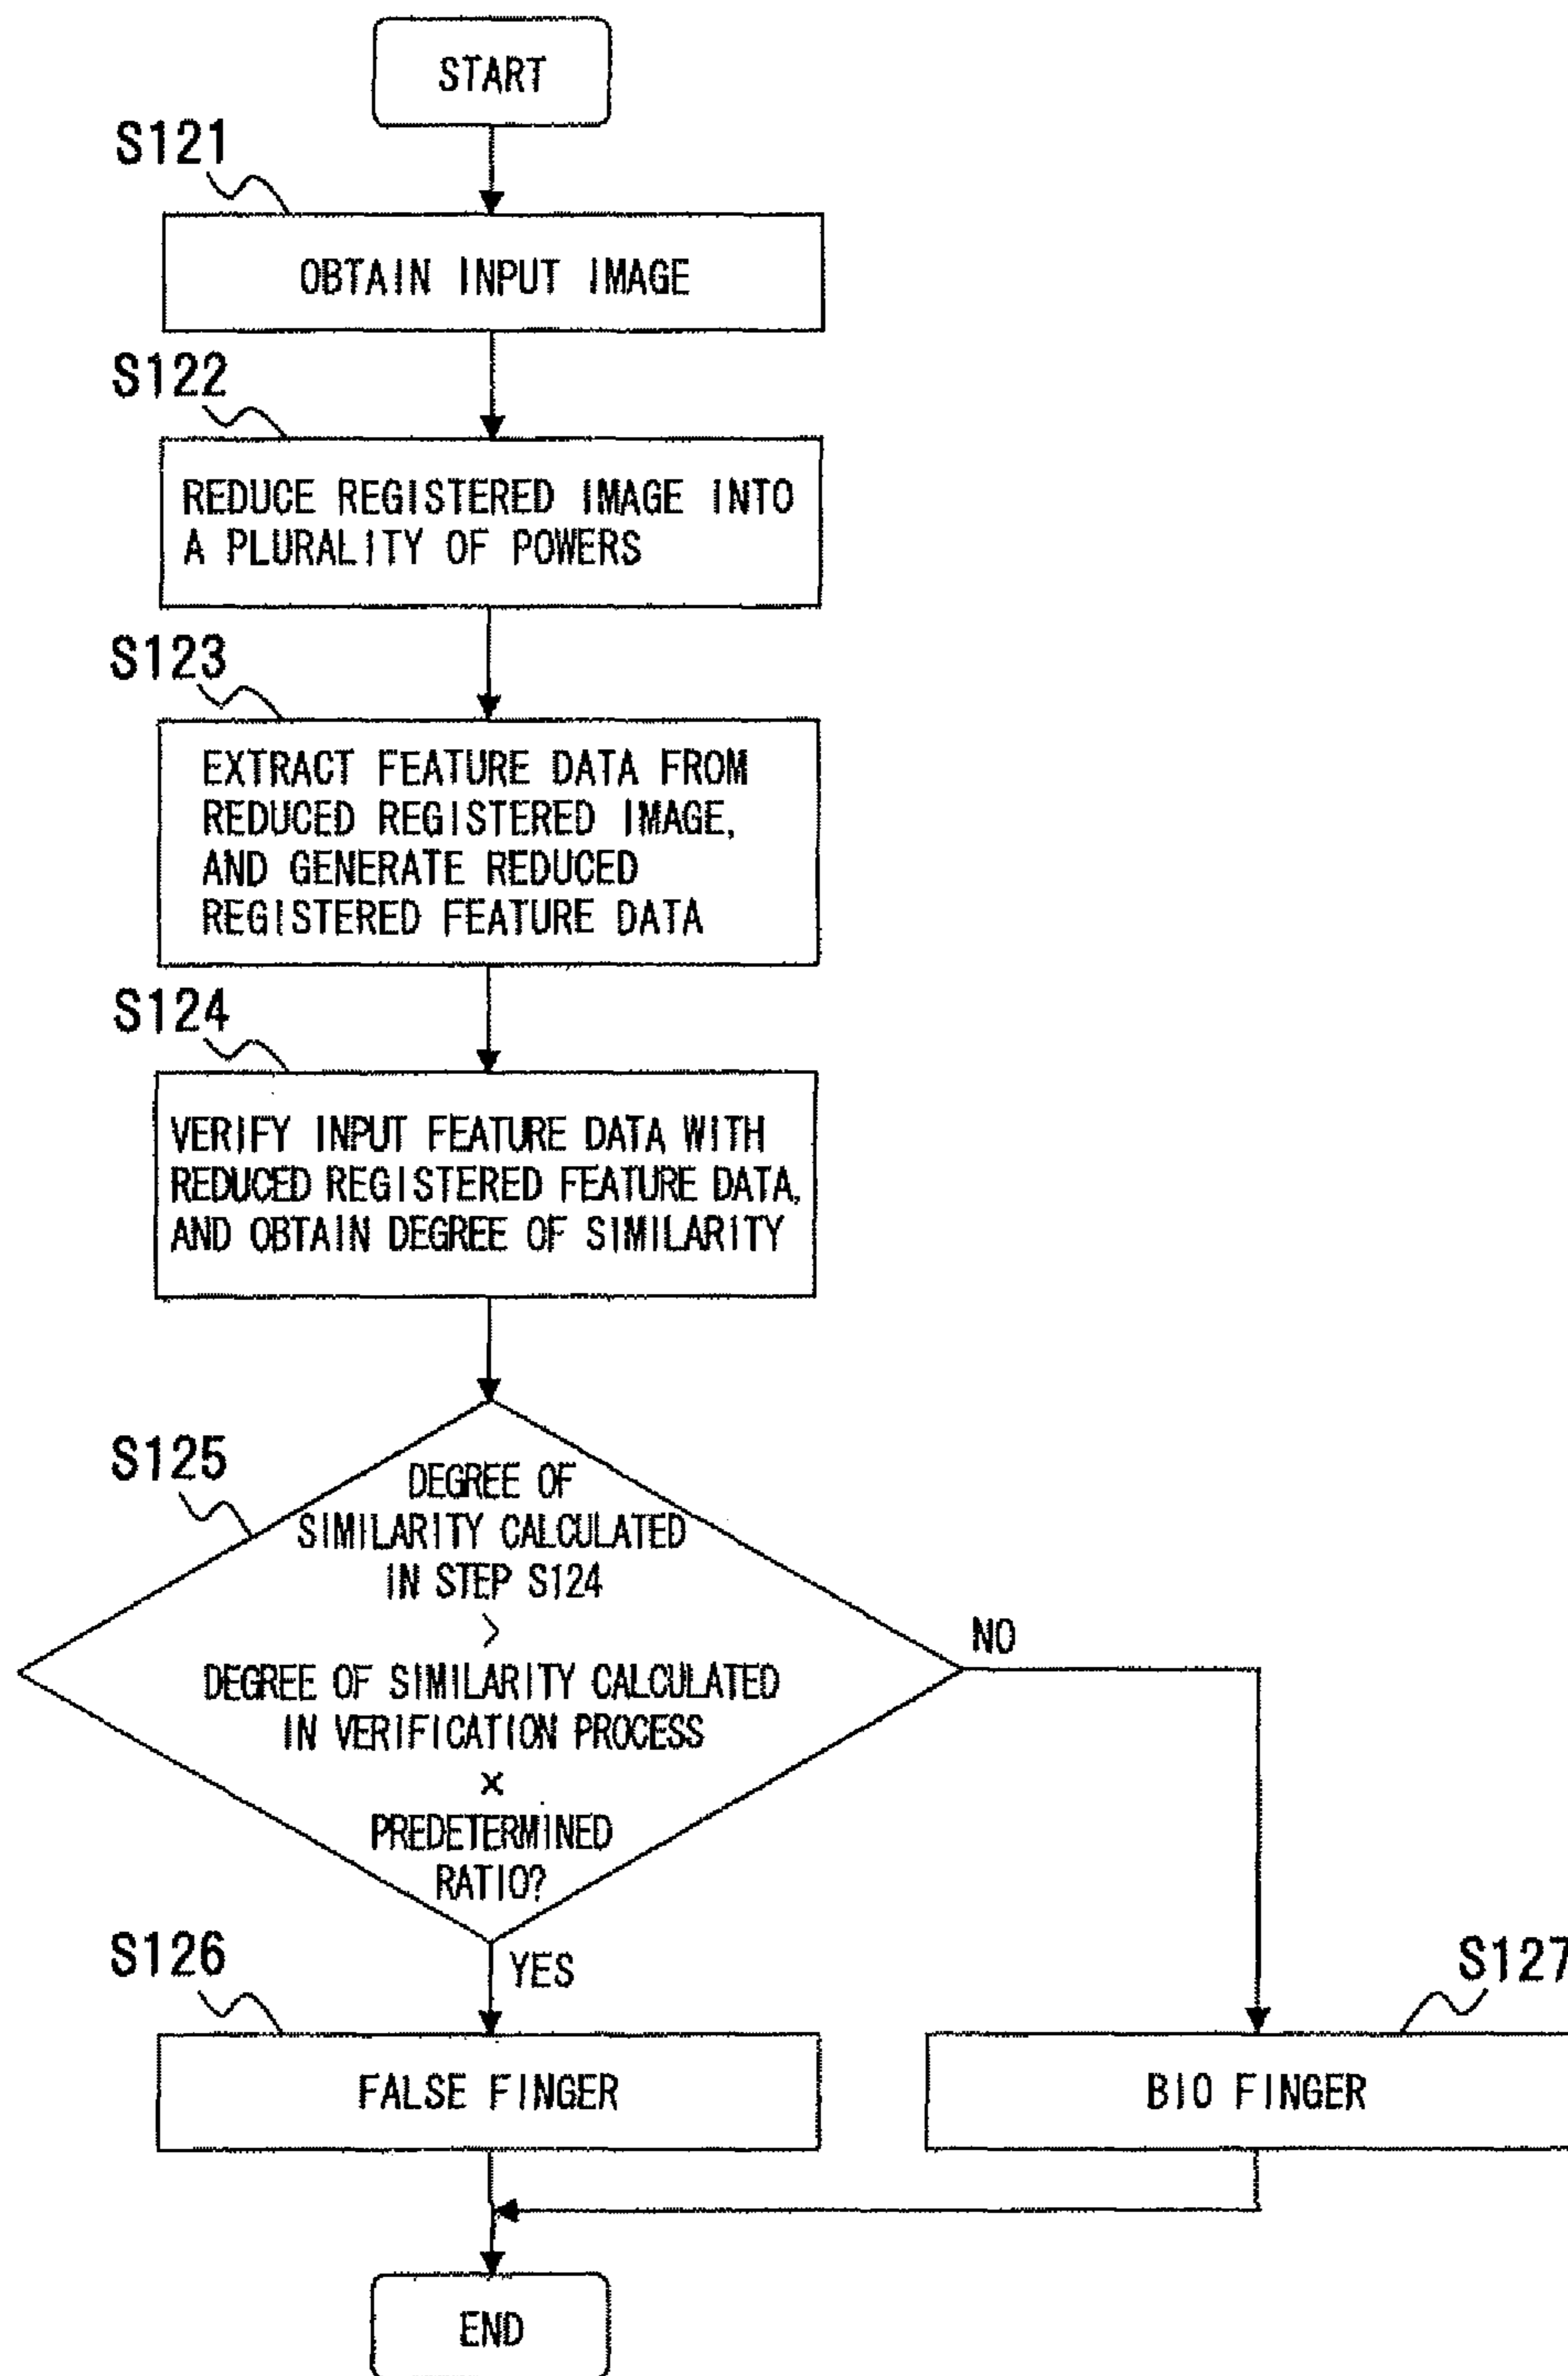 START
S121
OBTAIN INPUT IMAGE
S122
REDUCE REGISTERED IMAGE INTO
A PLURALITY OF POWERS
S123
EXTRACT FEATURE DATA FROM
REDUCED REGISTERED IMAGE,
AND GENERATE REDUCED
REGISTERED FEATURE DATA
S124
VERIFY INPUT FEATURE DATA WITH
REDUCED REGISTERED FEATURE DATA,
AND OBTAIN DEGREE OF SIMILARITY
S125
DEGREE OF
SIMILARITY CALCULATED
IN STEP S124
>
DEGREE OF SIMILARITY CALCULATED
IN VERIFICATION PROCESS
×
PREDETERMINED
RATIO?
NO
YES
S126
FALSE FINGER
S127
BIO FINGER
END